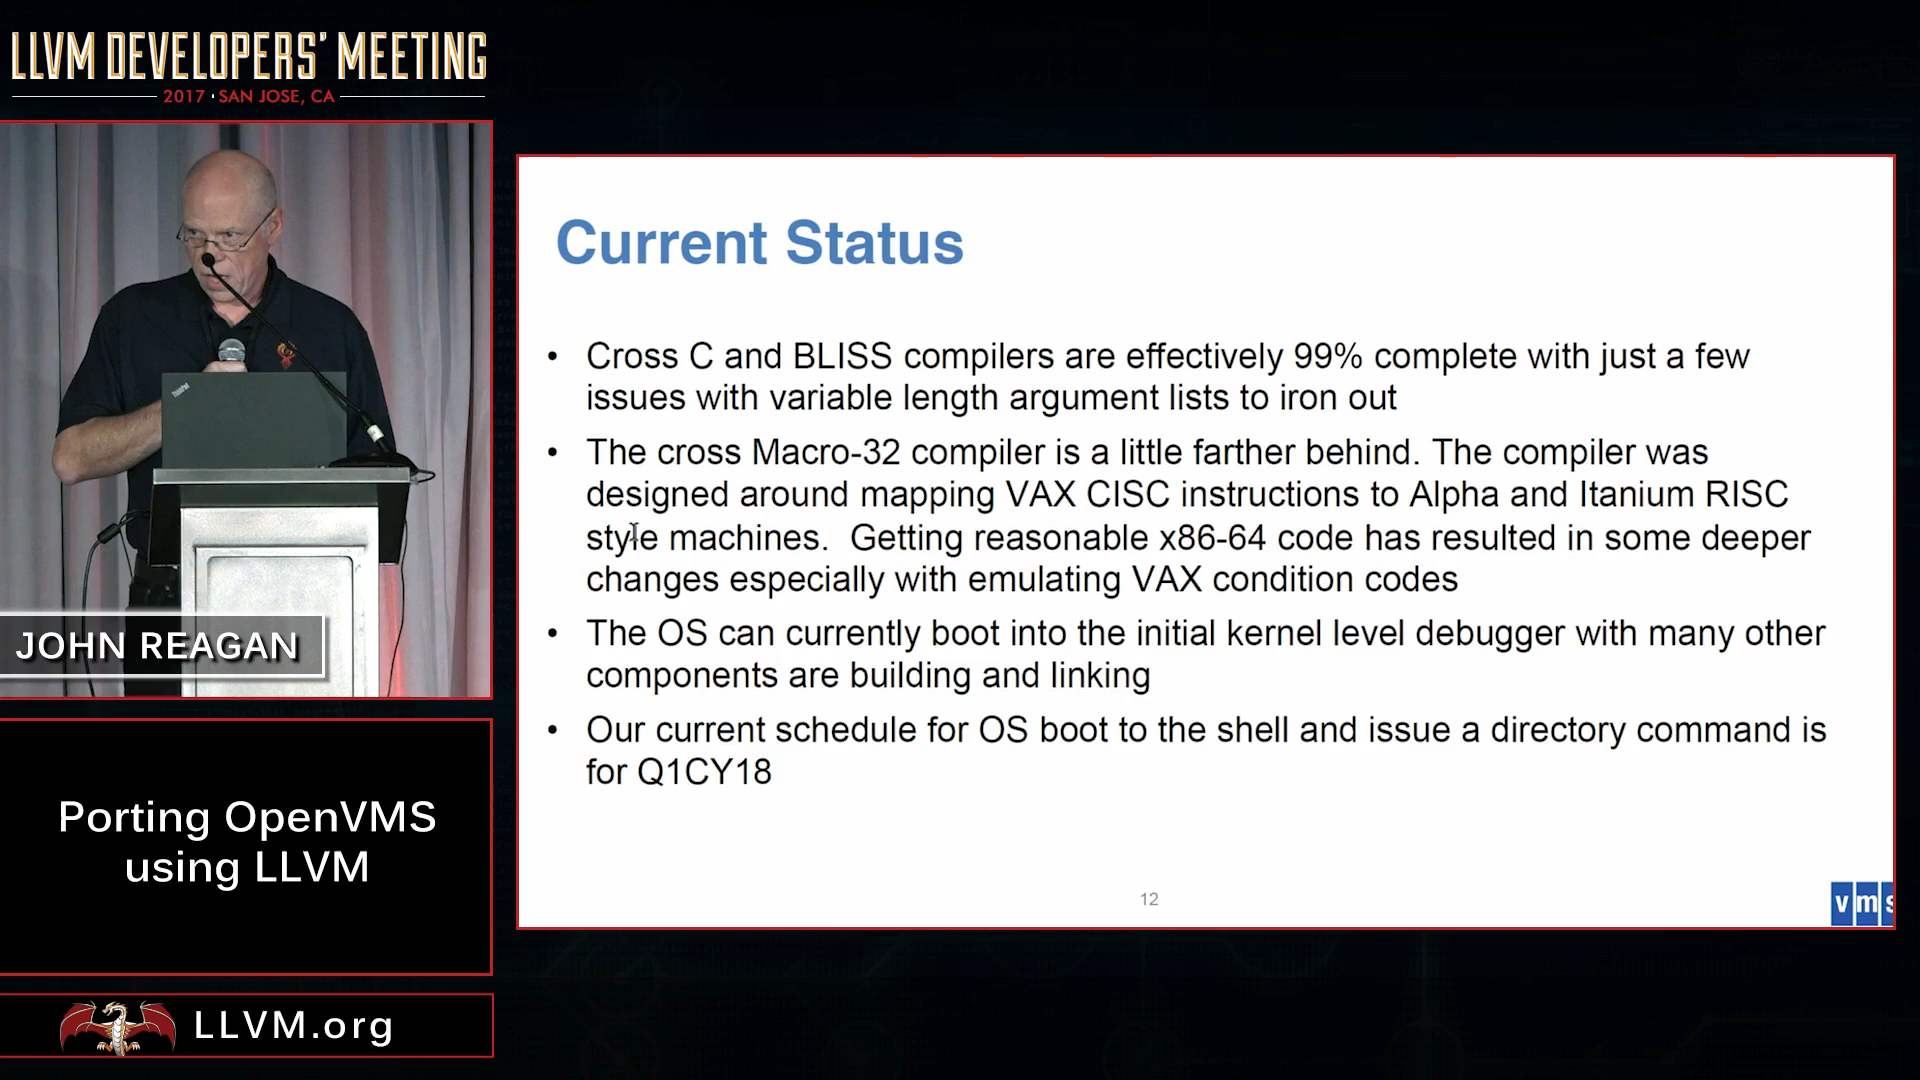 LLVM DEVELOPERS' MEETING
2017 · SAN JOSE, CA
ThinkPad
JOHN REAGAN
Porting OpenVMS
using LLVM
LLVM.org
Current Status
• Cross C and BLISS compilers are effectively 99% complete with just a few
issues with variable length argument lists to iron out
• The cross Macro-32 compiler is a little farther behind. The compiler was
designed around mapping VAX CISC instructions to Alpha and Itanium RISC
style machines.  Getting reasonable x86-64 code has resulted in some deeper
changes especially with emulating VAX condition codes
• The OS can currently boot into the initial kernel level debugger with many other
components are building and linking
• Our current schedule for OS boot to the shell and issue a directory command is
for Q1CY18
12
vms